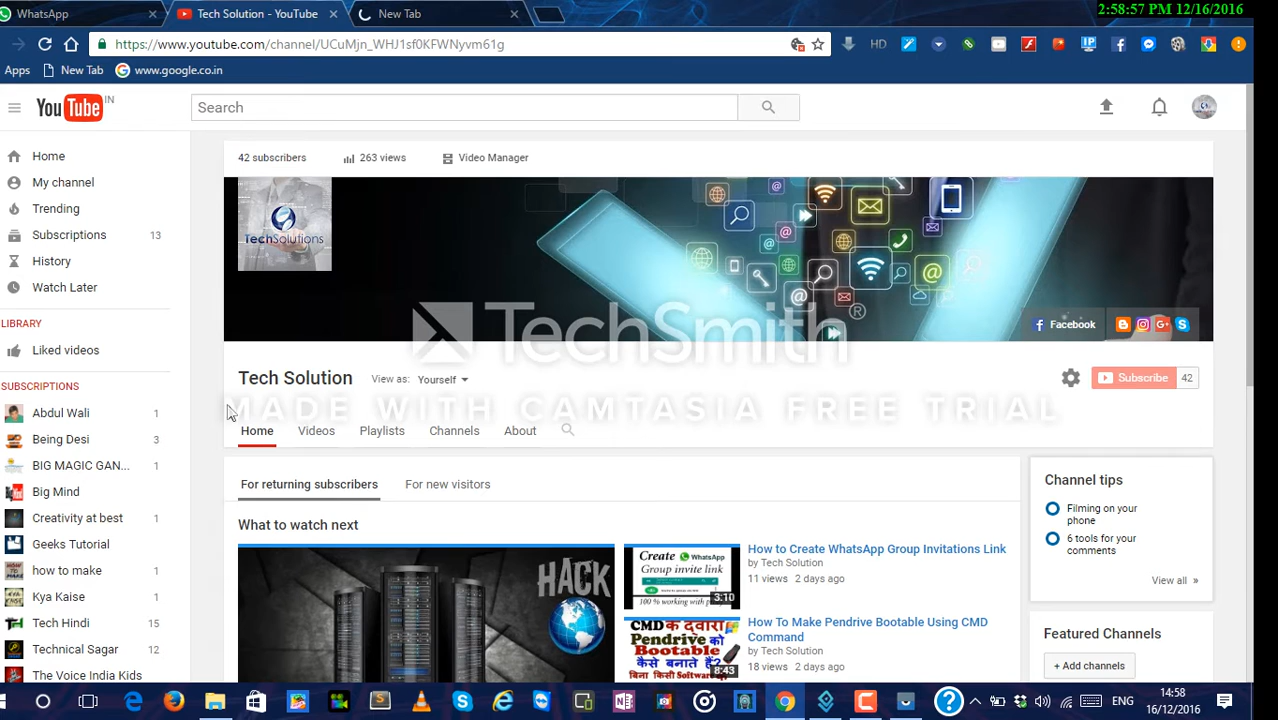 WhatsApp
Tech Solution - YouTube
New Tab
2:58:57 PM 12/16/2016
https://www.youtube.com/channel/UCuMjn_WHJ1sf0KFWNyvm61g
HD
IP
Apps
New Tab
www.google.co.in
YouTube IN
Search
Home
My channel
Trending
Subscriptions 13
History
Watch Later
LIBRARY
Liked videos
SUBSCRIPTIONS
Abdul Wali 1
Being Desi 3
BIG MAGIC GAN... 1
Big Mind
Creativity at best 1
Geeks Tutorial
how to make 1
Kya Kaise 1
Tech Hindi 15
Technical Sagar 12
The Voice India Kids
42 subscribers
263 views
Video Manager
TechSolutions
Facebook
TechSmith®
MADE WITH CAMTASIA FREE TRIAL
Tech Solution
View as: Yourself
Subscribe 42
Home
Videos
Playlists
Channels
About
For returning subscribers
For new visitors
What to watch next
HACK
Create WhatsApp
Group invite link
3:10
How to Create WhatsApp Group Invitations Link
by Tech Solution
11 views 2 days ago
CMD के द्वारा
Pendrive को
Bootable
कैसे बनाते हैं?
बिना किसी Software
8:43
How To Make Pendrive Bootable Using CMD
Command
by Tech Solution
18 views 2 days ago
Channel tips
Filming on your
phone
6 tools for your
comments
View all »
Featured Channels
+ Add channels
ENG
14:58
16/12/2016